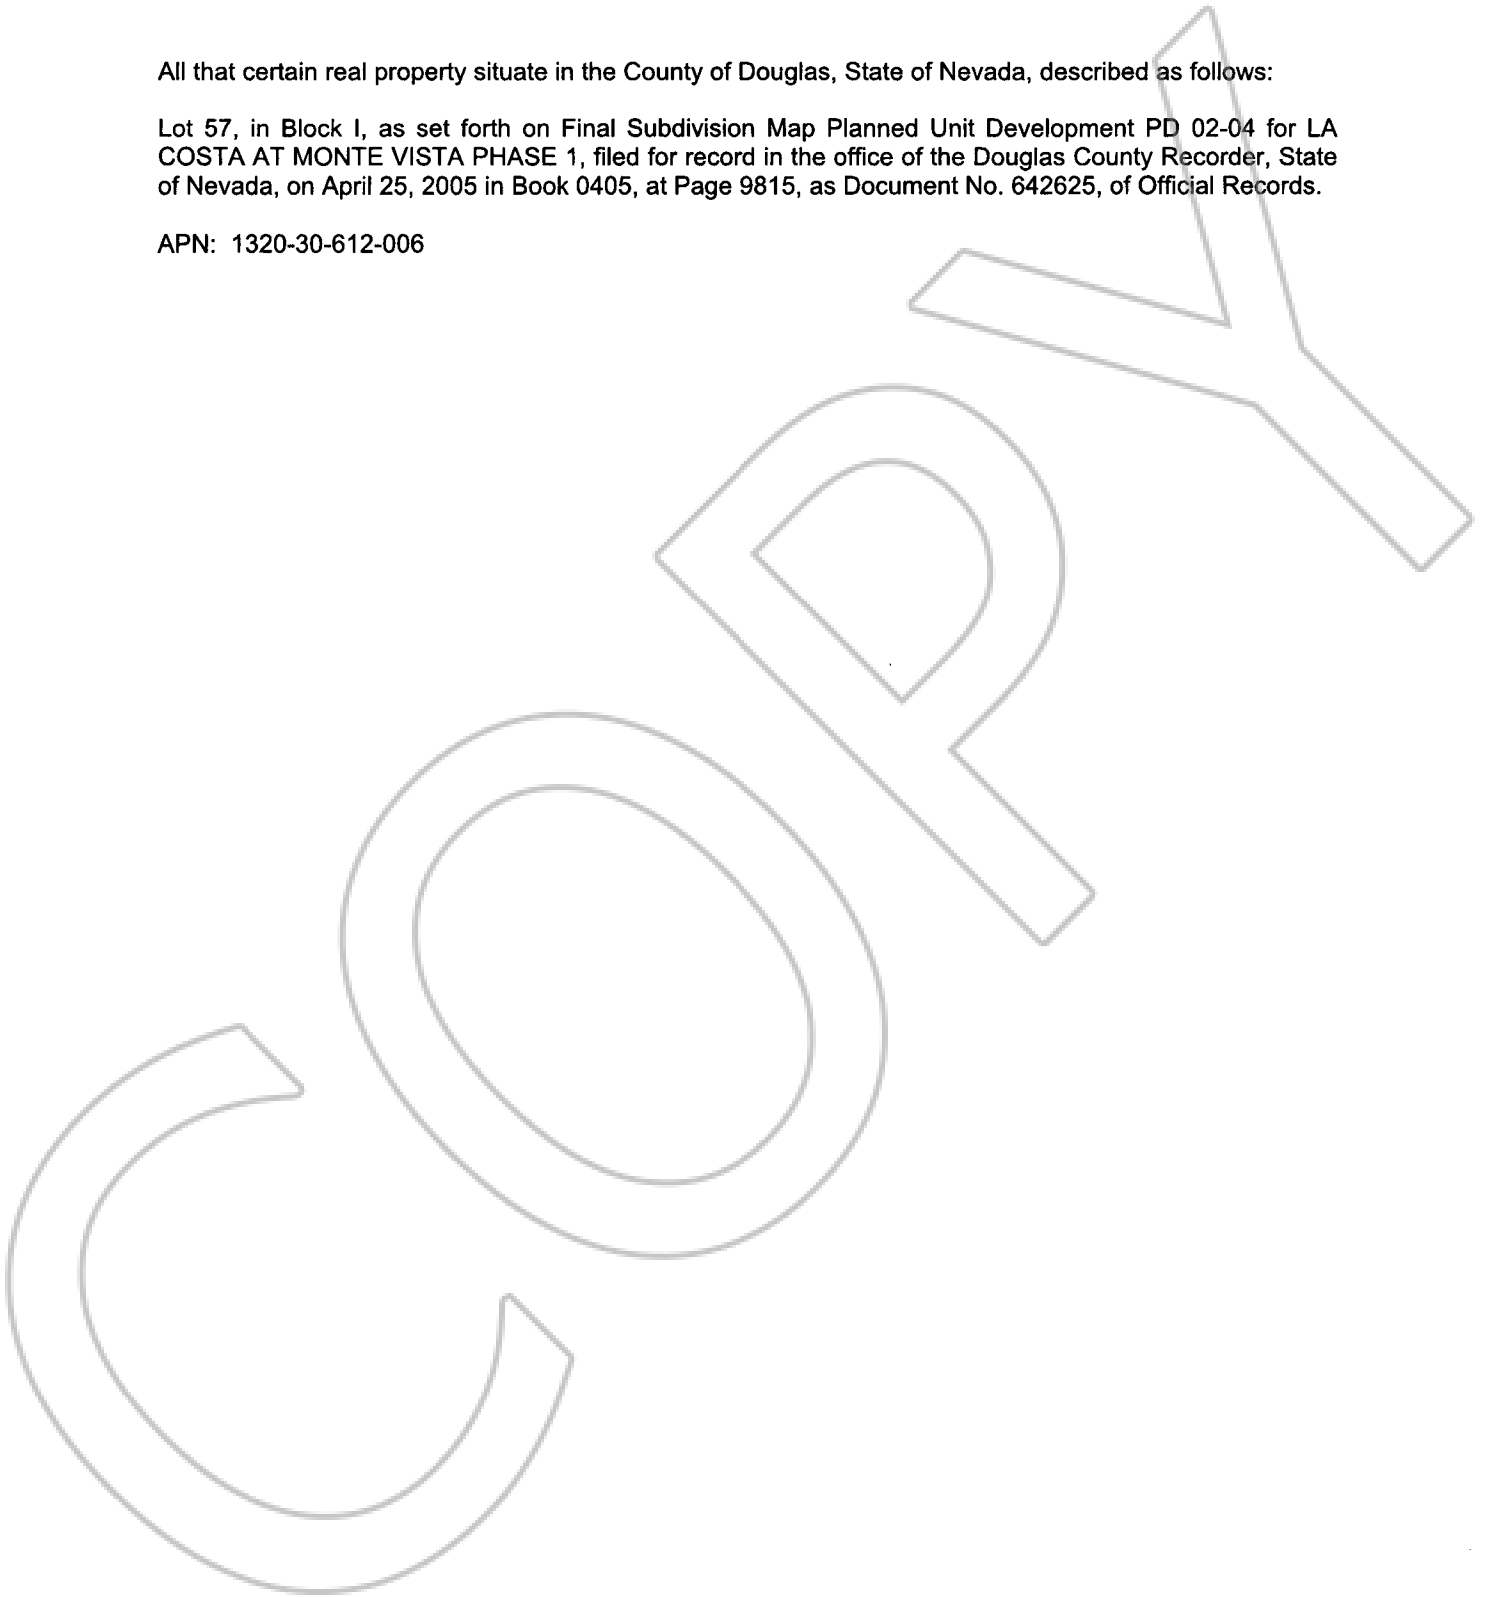 All that certain real property situate in the County of Douglas, State of Nevada, described as follows:
Lot 57, in Block I, as set forth on Final Subdivision Map Planned Unit Development PD 02-04 for LA
COSTA AT MONTE VISTA PHASE 1, filed for record in the office of the Douglas County Recorder, State
of Nevada, on April 25, 2005 in Book 0405, at Page 9815, as Document No. 642625, of Official Records.
APN: 1320-30-612-006
COPY